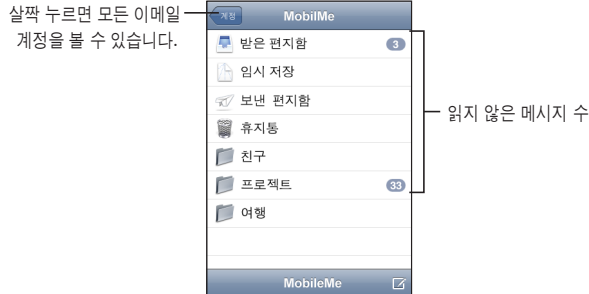 살짝 누르면 모든 이메일
계정을 볼 수 있습니다.
계정
MobilMe
받은 편지함 3
임시 저장
보낸 편지함
휴지통
친구
프로젝트 33
여행
읽지 않은 메시지 수
MobileMe